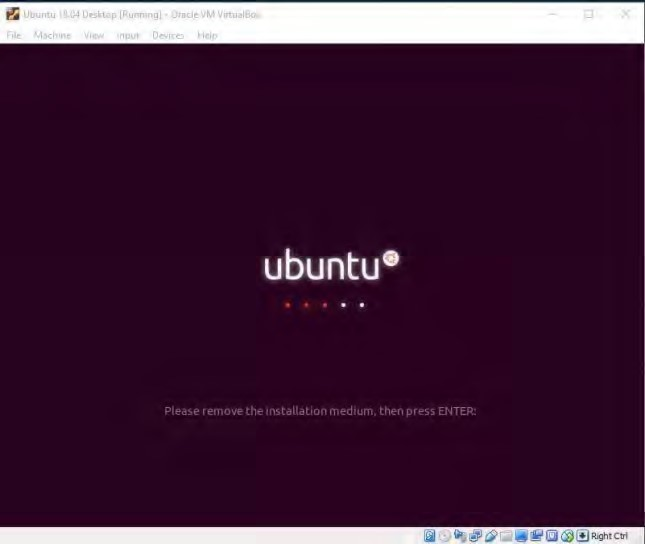 Ubuntu 18.04 Desktop [Running] - Oracle VM VirtualBox
File Machine View Input Devices Help
ubuntu
Please remove the installation medium, then press ENTER:
Right Ctrl